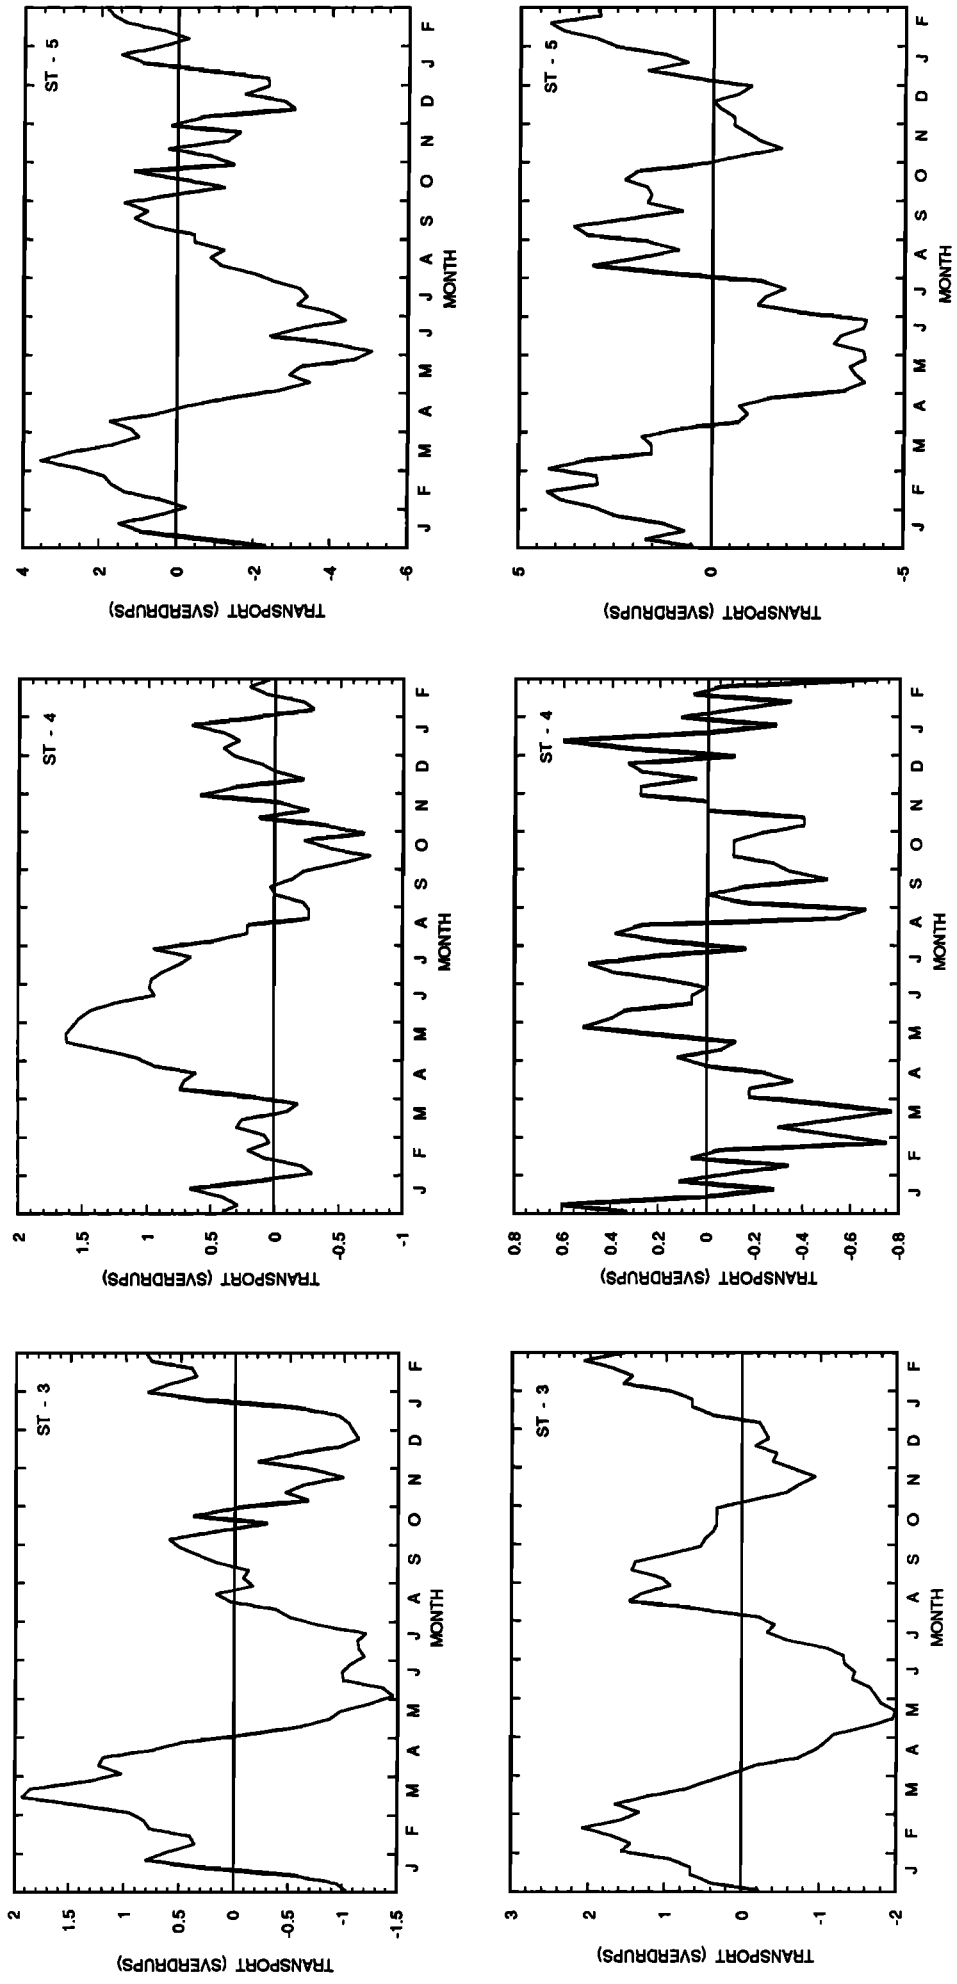 ST - 3
TRANSPORT (SVERDRUPS)
2
1.5
1
0.5
0
-0.5
-1
-1.5
J F M A M J J A S O N D J F
MONTH
ST - 4
TRANSPORT (SVERDRUPS)
2
1.5
1
0.5
0
-0.5
-1
J F M A M J J A S O N D J F
MONTH
ST - 5
TRANSPORT (SVERDRUPS)
4
2
0
-2
-4
-6
J F M A M J J A S O N D J F
MONTH
ST - 3
TRANSPORT (SVERDRUPS)
3
2
1
0
-1
-2
J F M A M J J A S O N D J F
MONTH
ST - 4
TRANSPORT (SVERDRUPS)
0.8
0.6
0.4
0.2
0
-0.2
-0.4
-0.6
-0.8
J F M A M J J A S O N D J F
MONTH
ST - 5
TRANSPORT (SVERDRUPS)
5
0
-5
J F M A M J J A S O N D J F
MONTH